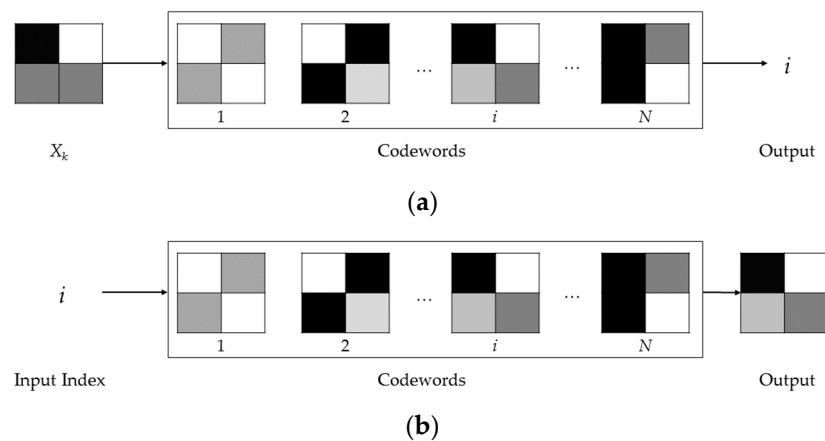 … … i
1 2 i N
X_k Codewords Output
(a)
i … …
1 2 i N
Input Index Codewords Output
(b)